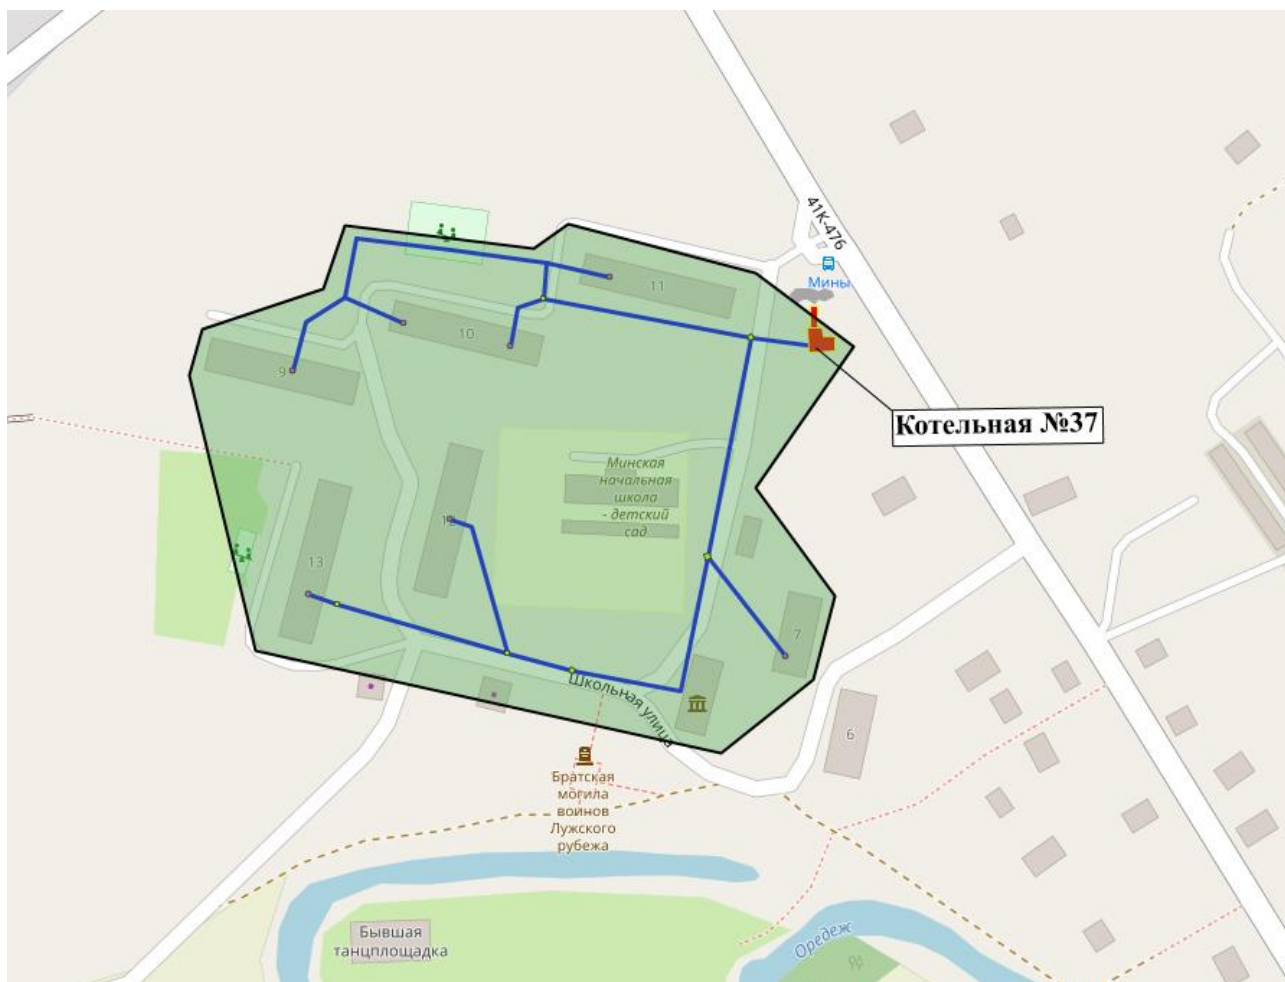 41К-476
Мины
11
10
9
Котельная №37
Минская
начальная
школа
- детский
сад
12
13
7
Школьная улица
6
Братская
могила
воинов
Лужского
рубежа
Бывшая
танцплощадка
Оредеж